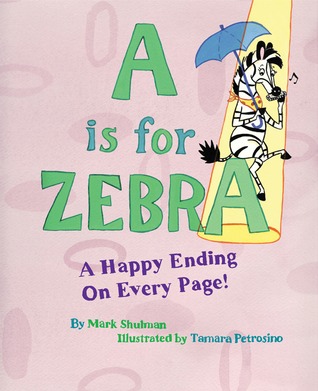 A
is for
ZEBRA
A Happy Ending
On Every Page!
By Mark Shulman
Illustrated by Tamara Petrosino